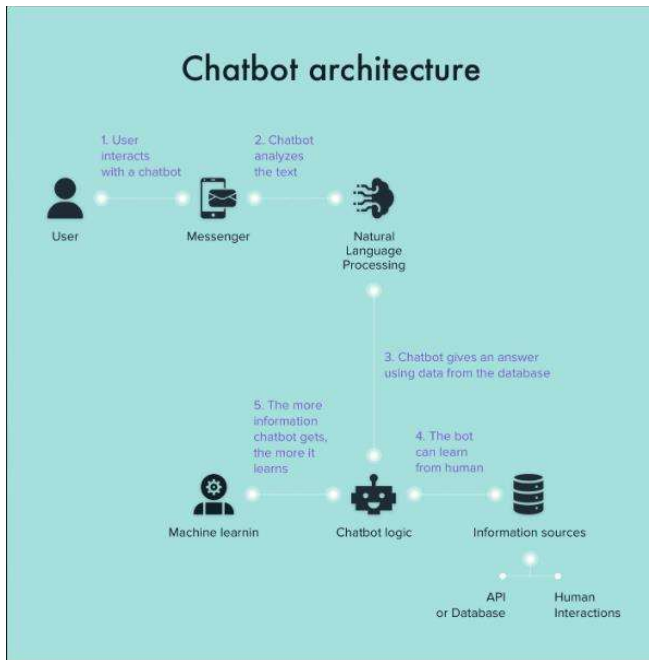 Chatbot architecture
1. User
interacts
with a chatbot
2. Chatbot
analyzes
the text
User
Messenger
Natural
Language
Processing
3. Chatbot gives an answer
using data from the database
5. The more
information
chatbot gets,
the more it
learns
4. The bot
can learn
from human
Machine learnin
Chatbot logic
Information sources
API
or Database
Human
Interactions